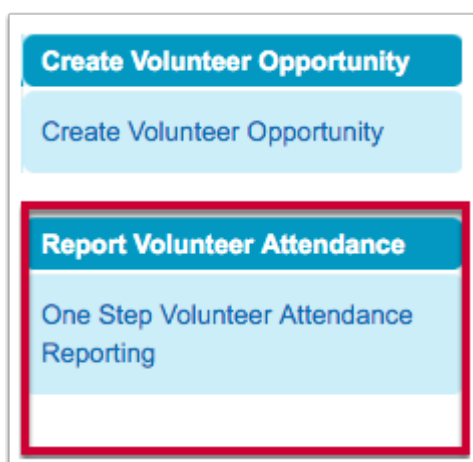 Create Volunteer Opportunity
Create Volunteer Opportunity
Report Volunteer Attendance
One Step Volunteer Attendance
Reporting